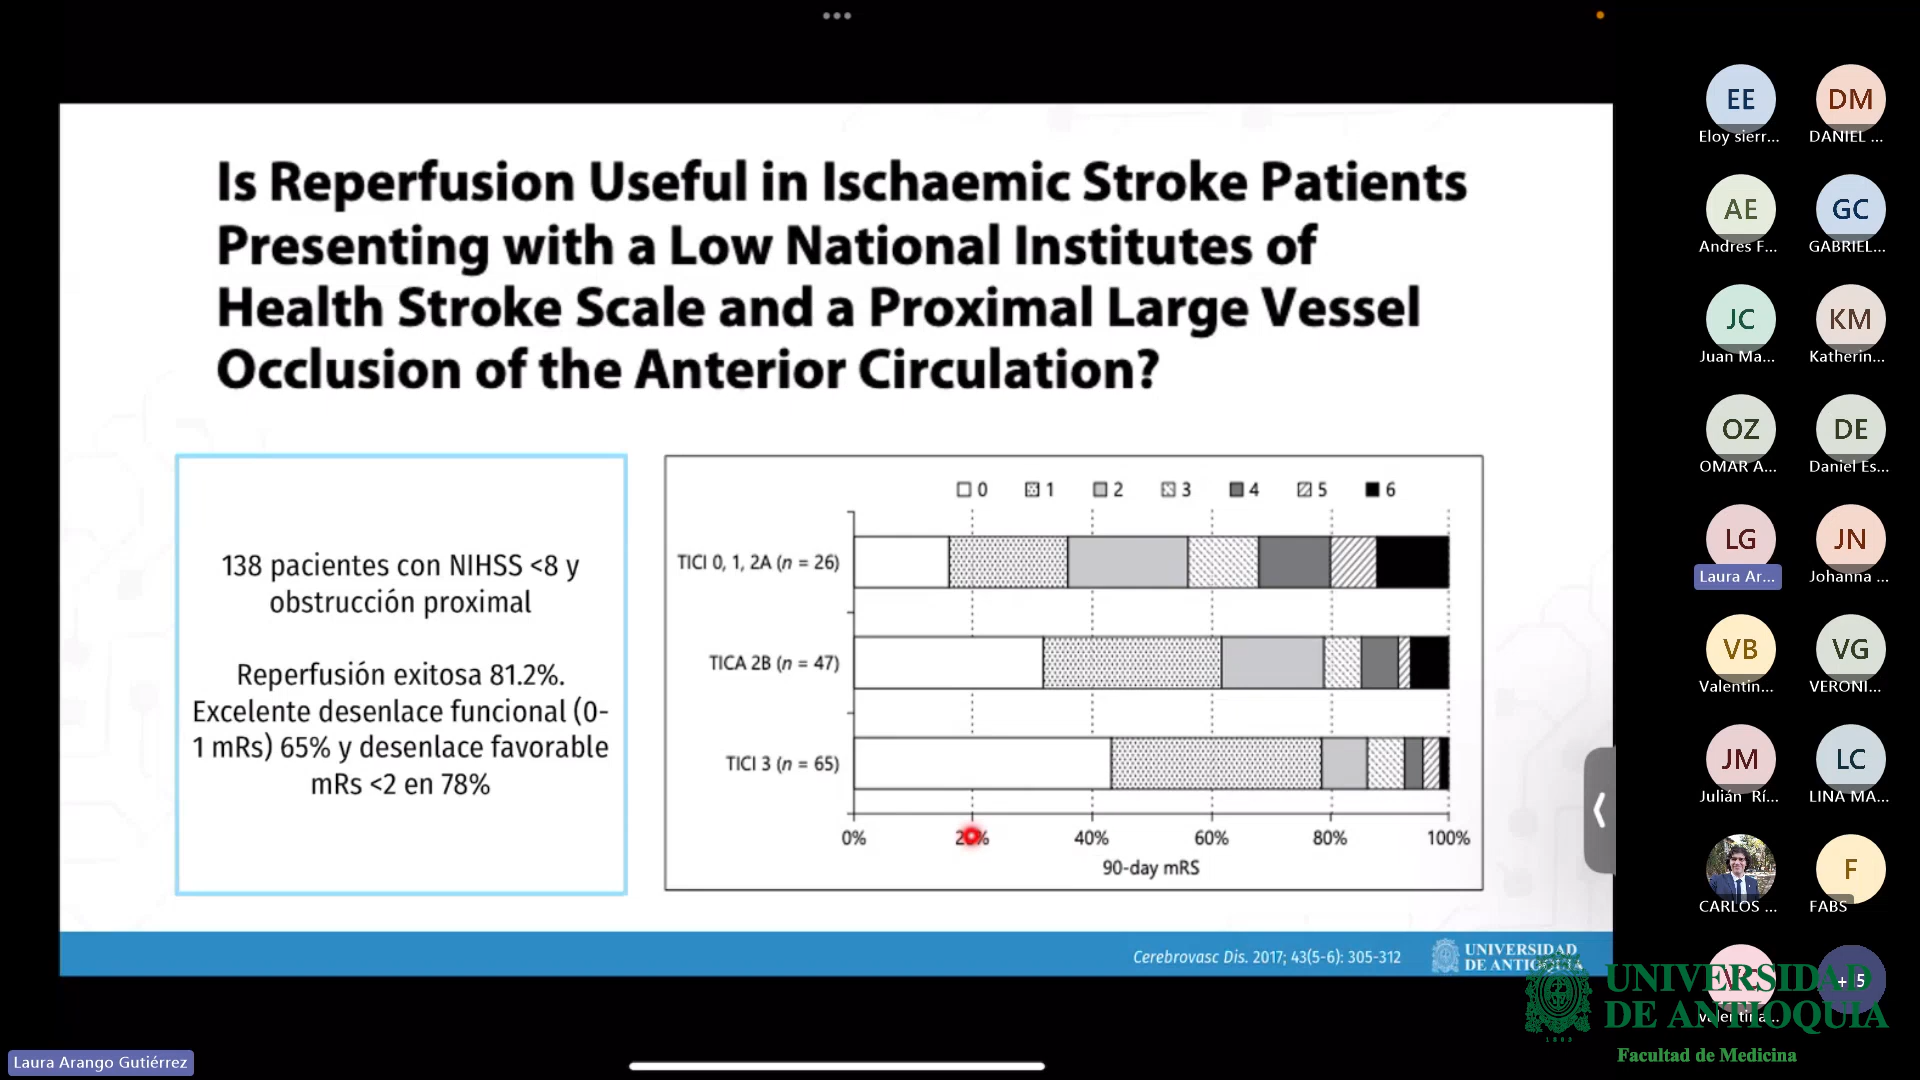 Is Reperfusion Useful in Ischaemic Stroke Patients
Presenting with a Low National Institutes of
Health Stroke Scale and a Proximal Large Vessel
Occlusion of the Anterior Circulation?
138 pacientes con NIHSS <8 y
obstrucción proximal
Reperfusión exitosa 81.2%.
Excelente desenlace funcional (0-
1 mRs) 65% y desenlace favorable
mRs <2 en 78%
0 1 2 3 4 5 6
TICI 0, 1, 2A (n = 26)
TICA 2B (n = 47)
TICI 3 (n = 65)
0% 20% 40% 60% 80% 100%
90-day mRS
Cerebrovasc Dis. 2017; 43(5-6): 305-312
UNIVERSIDAD
DE ANTIOQUIA
EE DM
Eloy sierr... DANIEL ...
AE GC
Andres F... GABRIEL...
JC KM
Juan Ma... Katherin...
OZ DE
OMAR A... Daniel Es...
LG JN
Laura Ar... Johanna ...
VB VG
Valentin... VERONI...
JM LC
Julián Rí... LINA MA...
F
CARLOS ... FABS
+5
valentina...
UNIVERSIDAD
DE ANTIOQUIA
1803
Facultad de Medicina
Laura Arango Gutiérrez